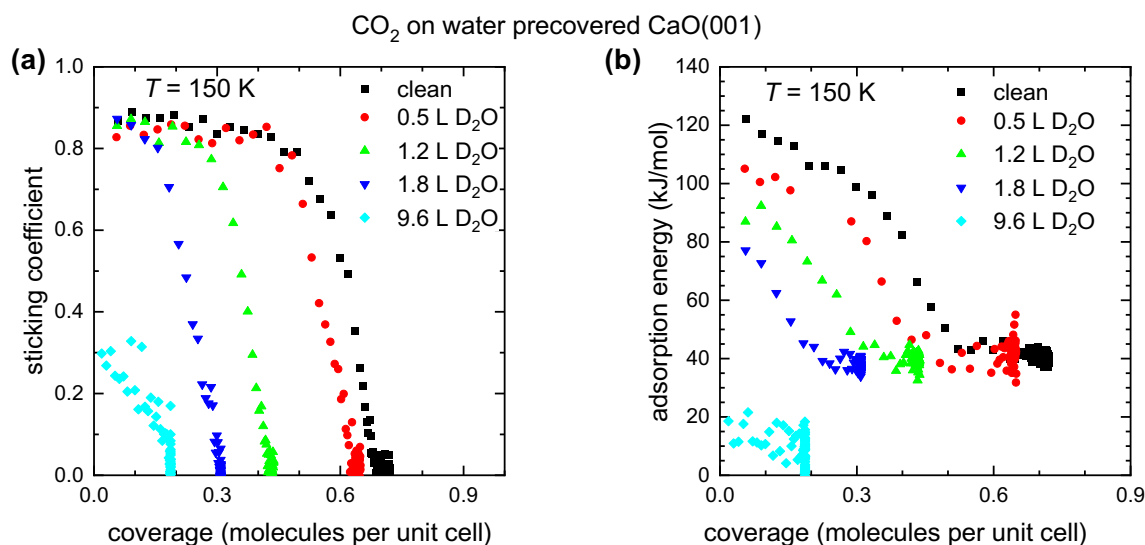 CO₂ on water precovered CaO(001)
(a)
T = 150 K
clean
0.5 L D₂O
1.2 L D₂O
1.8 L D₂O
9.6 L D₂O
sticking coefficient
1.0
0.8
0.6
0.4
0.2
0.0
0.0 0.3 0.6 0.9
coverage (molecules per unit cell)
(b)
T = 150 K
clean
0.5 L D₂O
1.2 L D₂O
1.8 L D₂O
9.6 L D₂O
adsorption energy (kJ/mol)
140
120
100
80
60
40
20
0
0.0 0.3 0.6 0.9
coverage (molecules per unit cell)